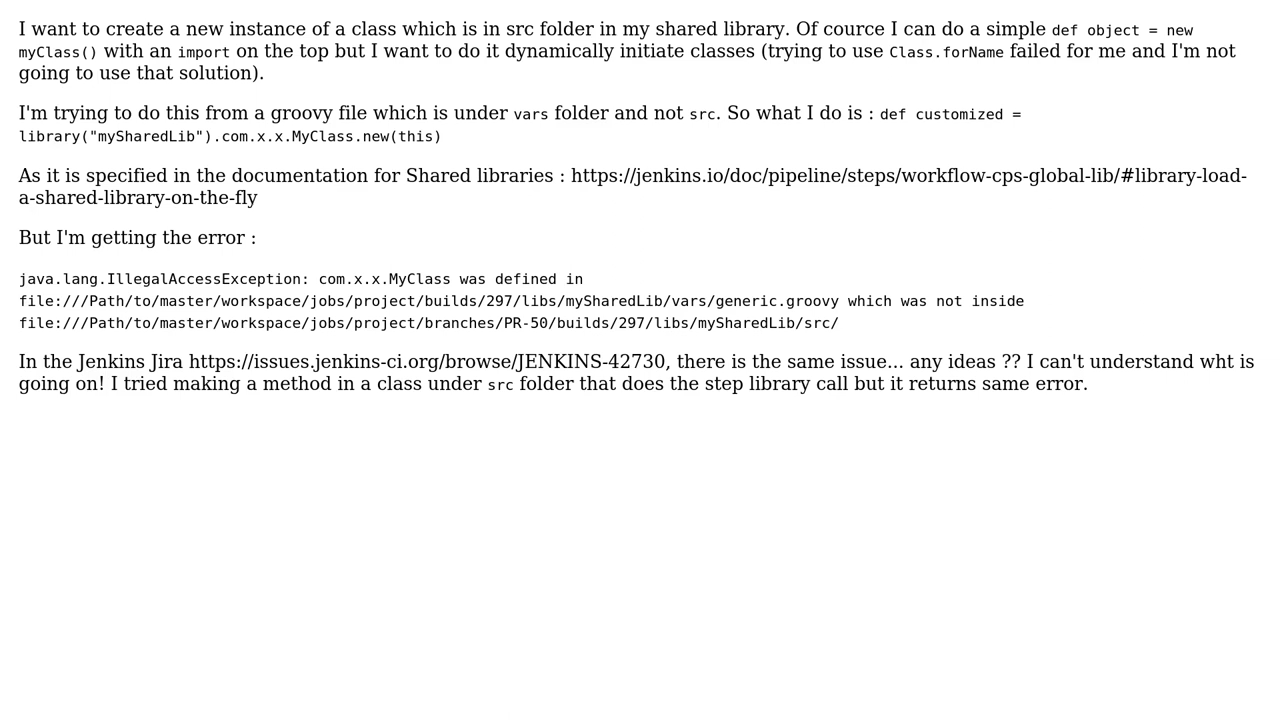 I want to create a new instance of a class which is in src folder in my shared library. Of cource I can do a simple def object = new
myClass() with an import on the top but I want to do it dynamically initiate classes (trying to use Class.forName failed for me and I'm not
going to use that solution).
I'm trying to do this from a groovy file which is under vars folder and not src. So what I do is : def customized =
library("mySharedLib").com.x.x.MyClass.new(this)
As it is specified in the documentation for Shared libraries : https://jenkins.io/doc/pipeline/steps/workflow-cps-global-lib/#library-load-
a-shared-library-on-the-fly
But I'm getting the error :
java.lang.IllegalAccessException: com.x.x.MyClass was defined in
file:///Path/to/master/workspace/jobs/project/builds/297/libs/mySharedLib/vars/generic.groovy which was not inside
file:///Path/to/master/workspace/jobs/project/branches/PR-50/builds/297/libs/mySharedLib/src/
In the Jenkins Jira https://issues.jenkins-ci.org/browse/JENKINS-42730, there is the same issue... any ideas ?? I can't understand wht is
going on! I tried making a method in a class under src folder that does the step library call but it returns same error.